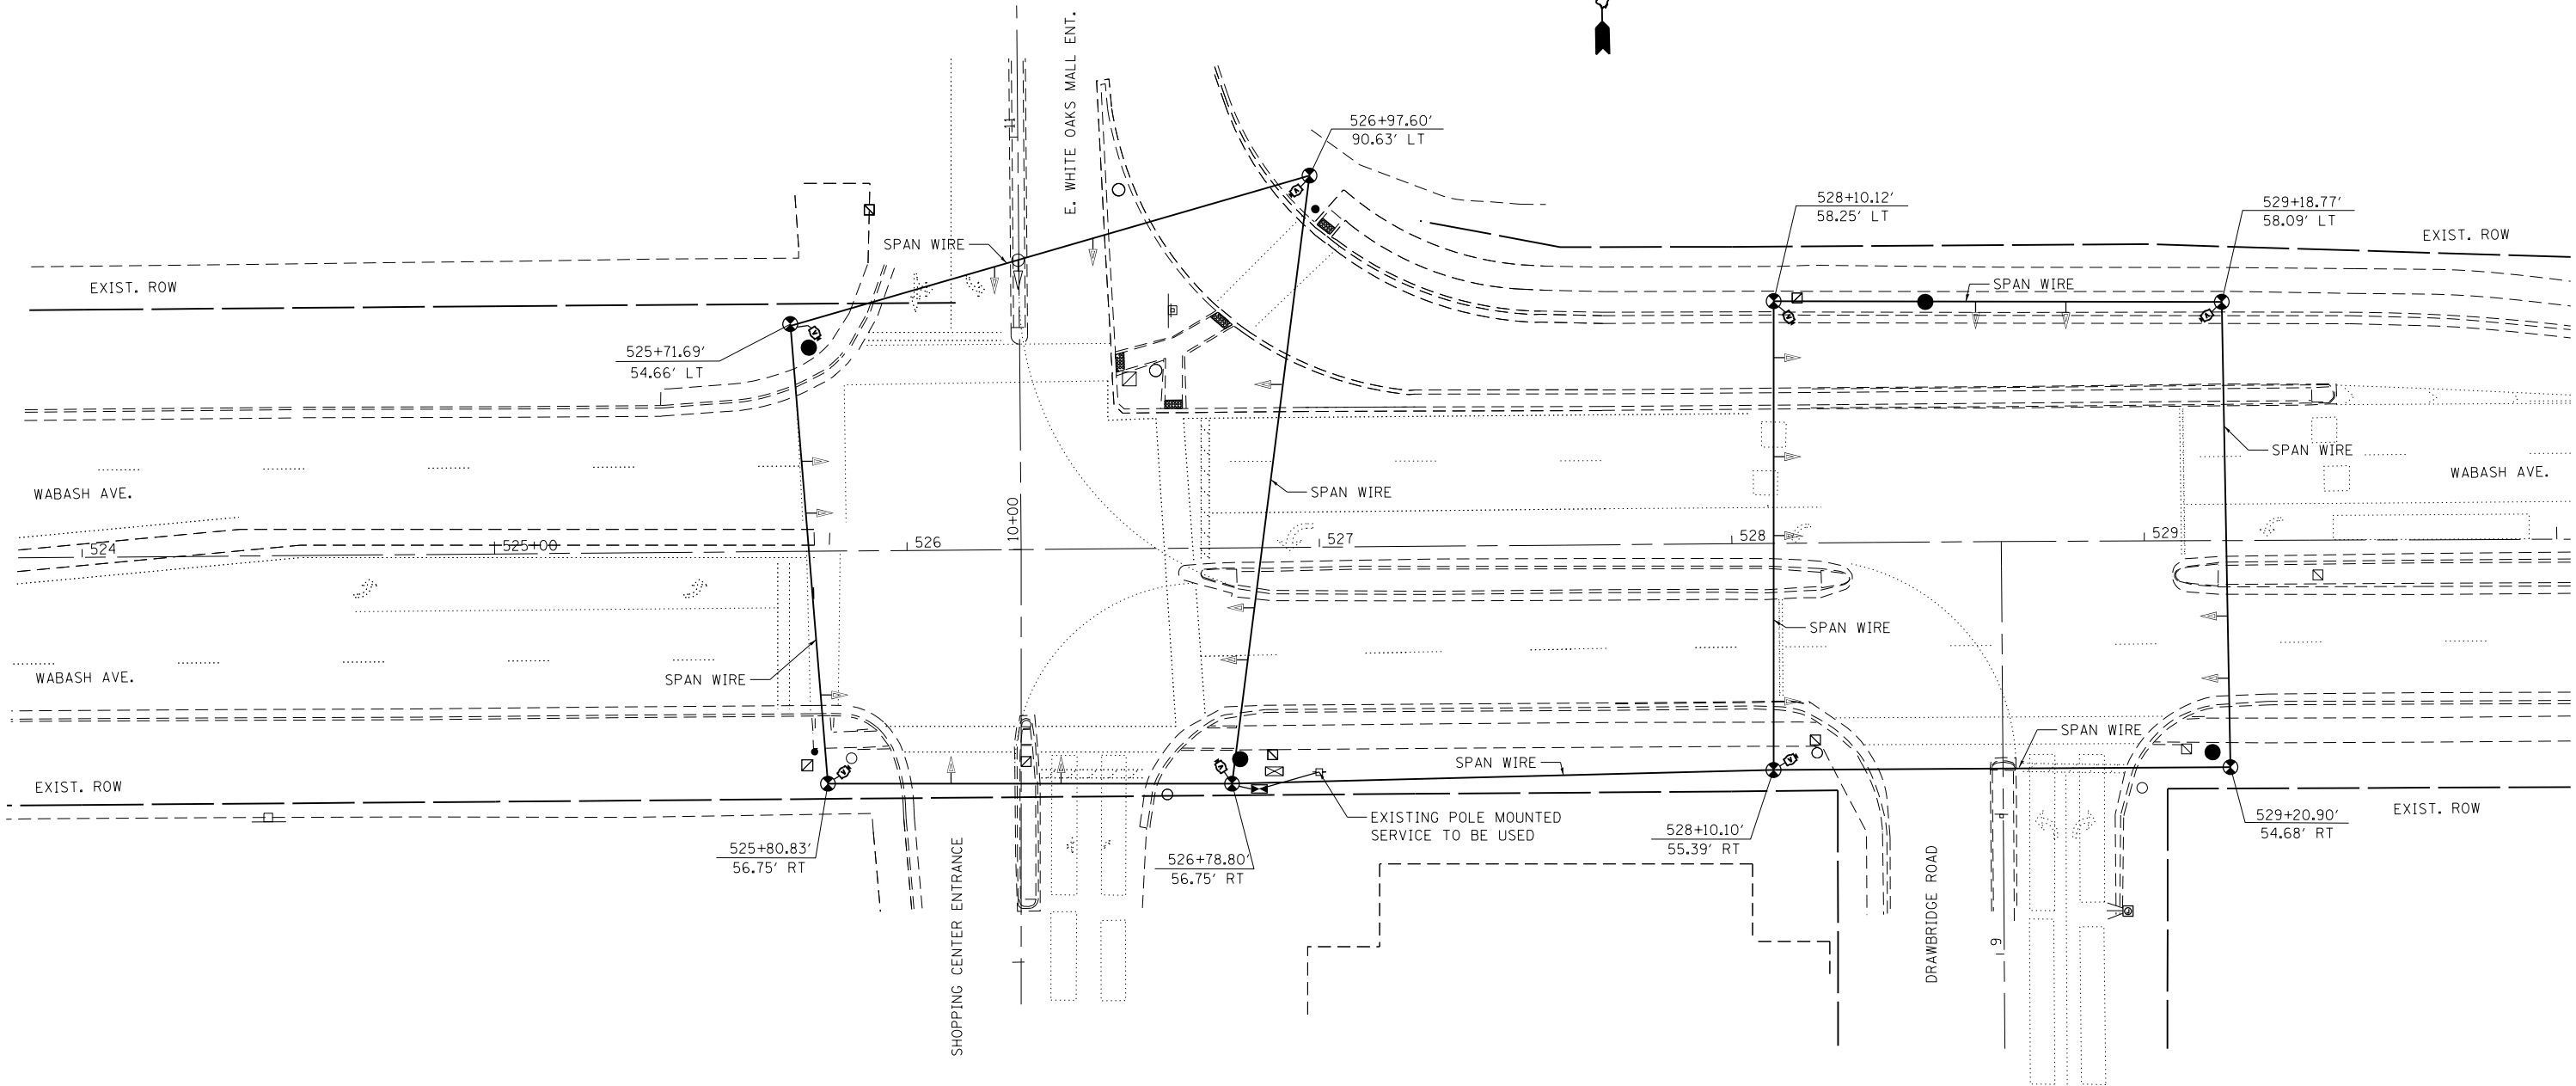 E. WHITE OAKS MALL ENT.
11
526+97.60'
90.63' LT
528+10.12'
58.25' LT
529+18.77'
58.09' LT
EXIST. ROW
SPAN WIRE
EXIST. ROW
SPAN WIRE
525+71.69'
54.66' LT
SPAN WIRE
WABASH AVE.
WABASH AVE.
SPAN WIRE
10+00
524
525+00
526
527
528
529
SPAN WIRE
WABASH AVE.
SPAN WIRE
SPAN WIRE
SPAN WIRE
EXIST. ROW
EXISTING POLE MOUNTED
SERVICE TO BE USED
EXIST. ROW
525+80.83'
56.75' RT
526+78.80'
56.75' RT
528+10.10'
55.39' RT
529+20.90'
54.68' RT
SHOPPING CENTER ENTRANCE
DRAWBRIDGE ROAD
9